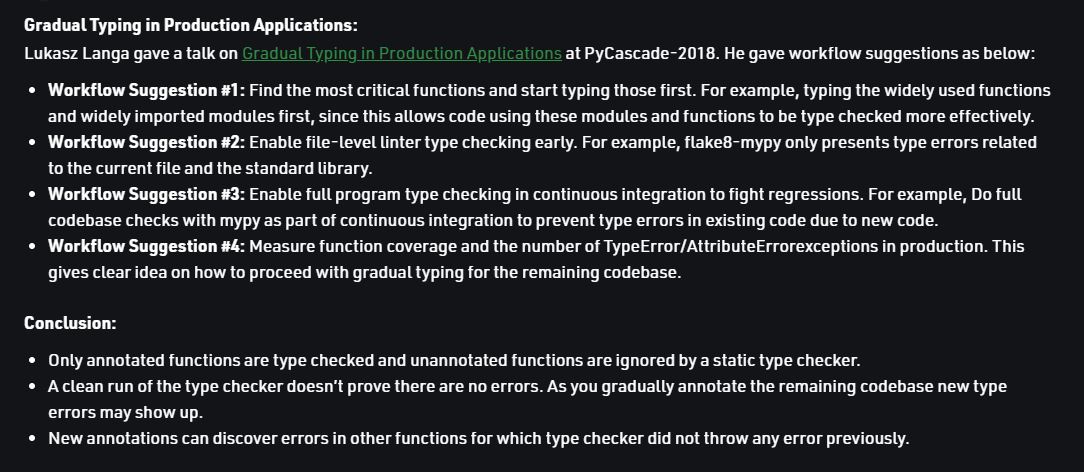 Gradual Typing in Production Applications:
Lukasz Langa gave a talk on Gradual Typing in Production Applications at PyCascade-2018. He gave workflow suggestions as below:
• Workflow Suggestion #1: Find the most critical functions and start typing those first. For example, typing the widely used functions
and widely imported modules first, since this allows code using these modules and functions to be type checked more effectively.
• Workflow Suggestion #2: Enable file-level linter type checking early. For example, flake8-mypy only presents type errors related
to the current file and the standard library.
• Workflow Suggestion #3: Enable full program type checking in continuous integration to fight regressions. For example, Do full
codebase checks with mypy as part of continuous integration to prevent type errors in existing code due to new code.
• Workflow Suggestion #4: Measure function coverage and the number of TypeError/AttributeErrorexceptions in production. This
gives clear idea on how to proceed with gradual typing for the remaining codebase.
Conclusion:
• Only annotated functions are type checked and unannotated functions are ignored by a static type checker.
• A clean run of the type checker doesn’t prove there are no errors. As you gradually annotate the remaining codebase new type
errors may show up.
• New annotations can discover errors in other functions for which type checker did not throw any error previously.